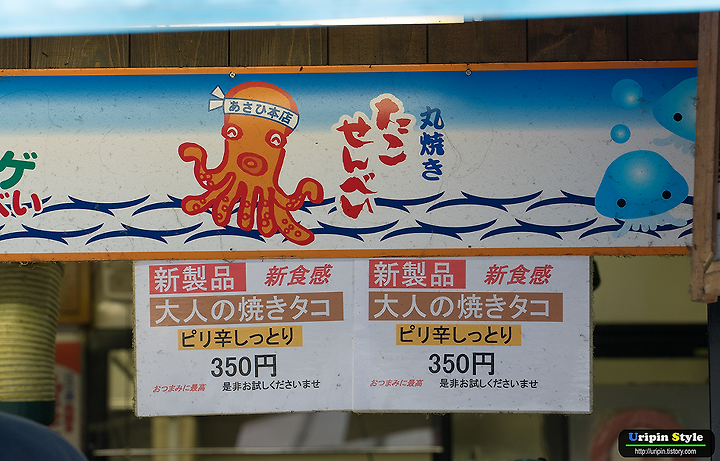 あさひ本店
丸焼き
たこ
せんべい
ゲ
べい
新製品 新食感
大人の焼きタコ
ピリ辛しっとり
350円
おつまみに最高 是非お試しくださいませ
新製品 新食感
大人の焼きタコ
ピリ辛しっとり
350円
おつまみに最高 是非お試しくださいませ
Uripin Style
http://uripin.tistory.com